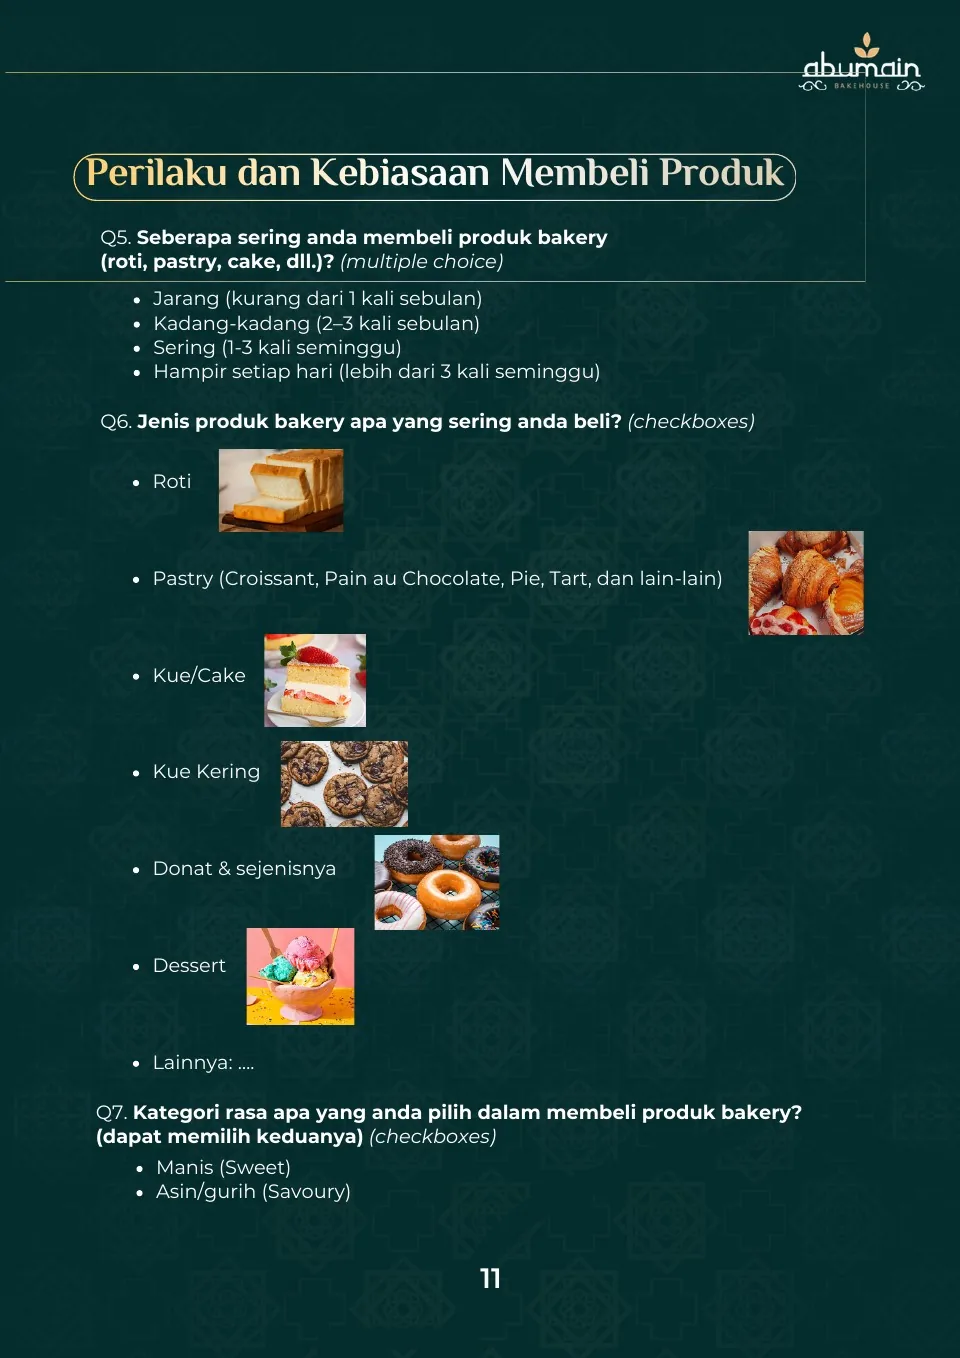 abumain
BAKEHOUSE
Perilaku dan Kebiasaan Membeli Produk
Q5. Seberapa sering anda membeli produk bakery
(roti, pastry, cake, dll.)? (multiple choice)
• Jarang (kurang dari 1 kali sebulan)
• Kadang-kadang (2–3 kali sebulan)
• Sering (1-3 kali seminggu)
• Hampir setiap hari (lebih dari 3 kali seminggu)
Q6. Jenis produk bakery apa yang sering anda beli? (checkboxes)
• Roti
• Pastry (Croissant, Pain au Chocolate, Pie, Tart, dan lain-lain)
• Kue/Cake
• Kue Kering
• Donat & sejenisnya
• Dessert
• Lainnya: ....
Q7. Kategori rasa apa yang anda pilih dalam membeli produk bakery?
(dapat memilih keduanya) (checkboxes)
• Manis (Sweet)
• Asin/gurih (Savoury)
11